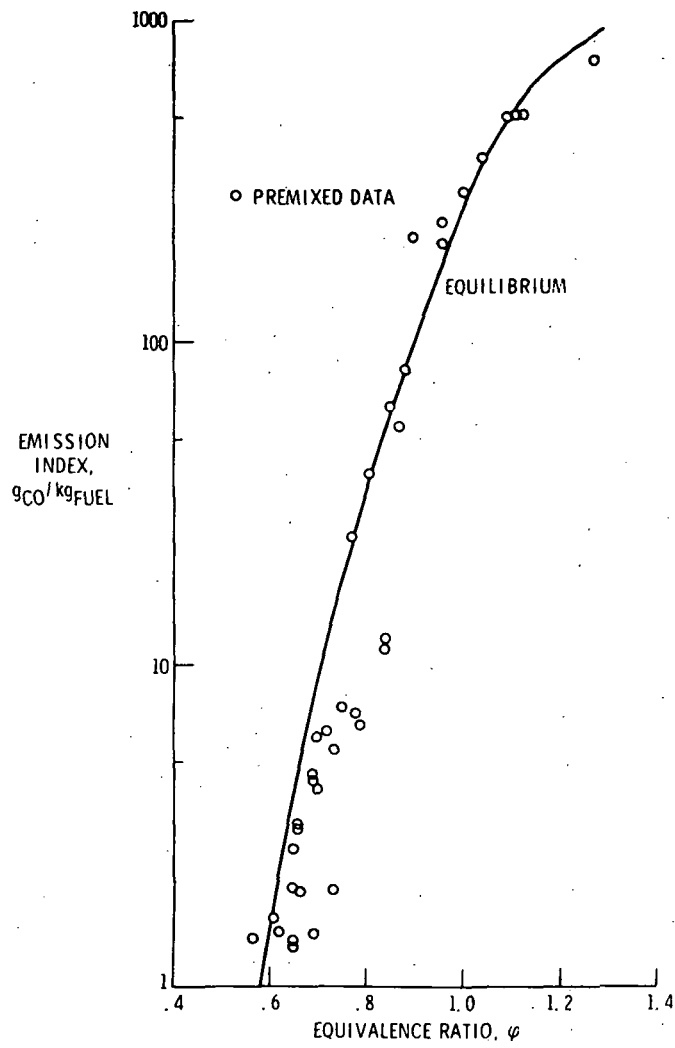 1000
PREMIXED DATA
EQUILIBRIUM
100
EMISSION
INDEX,
gCO/kgFUEL
10
1
.4
.6
.8
1.0
1.2
1.4
EQUIVALENCE RATIO, φ